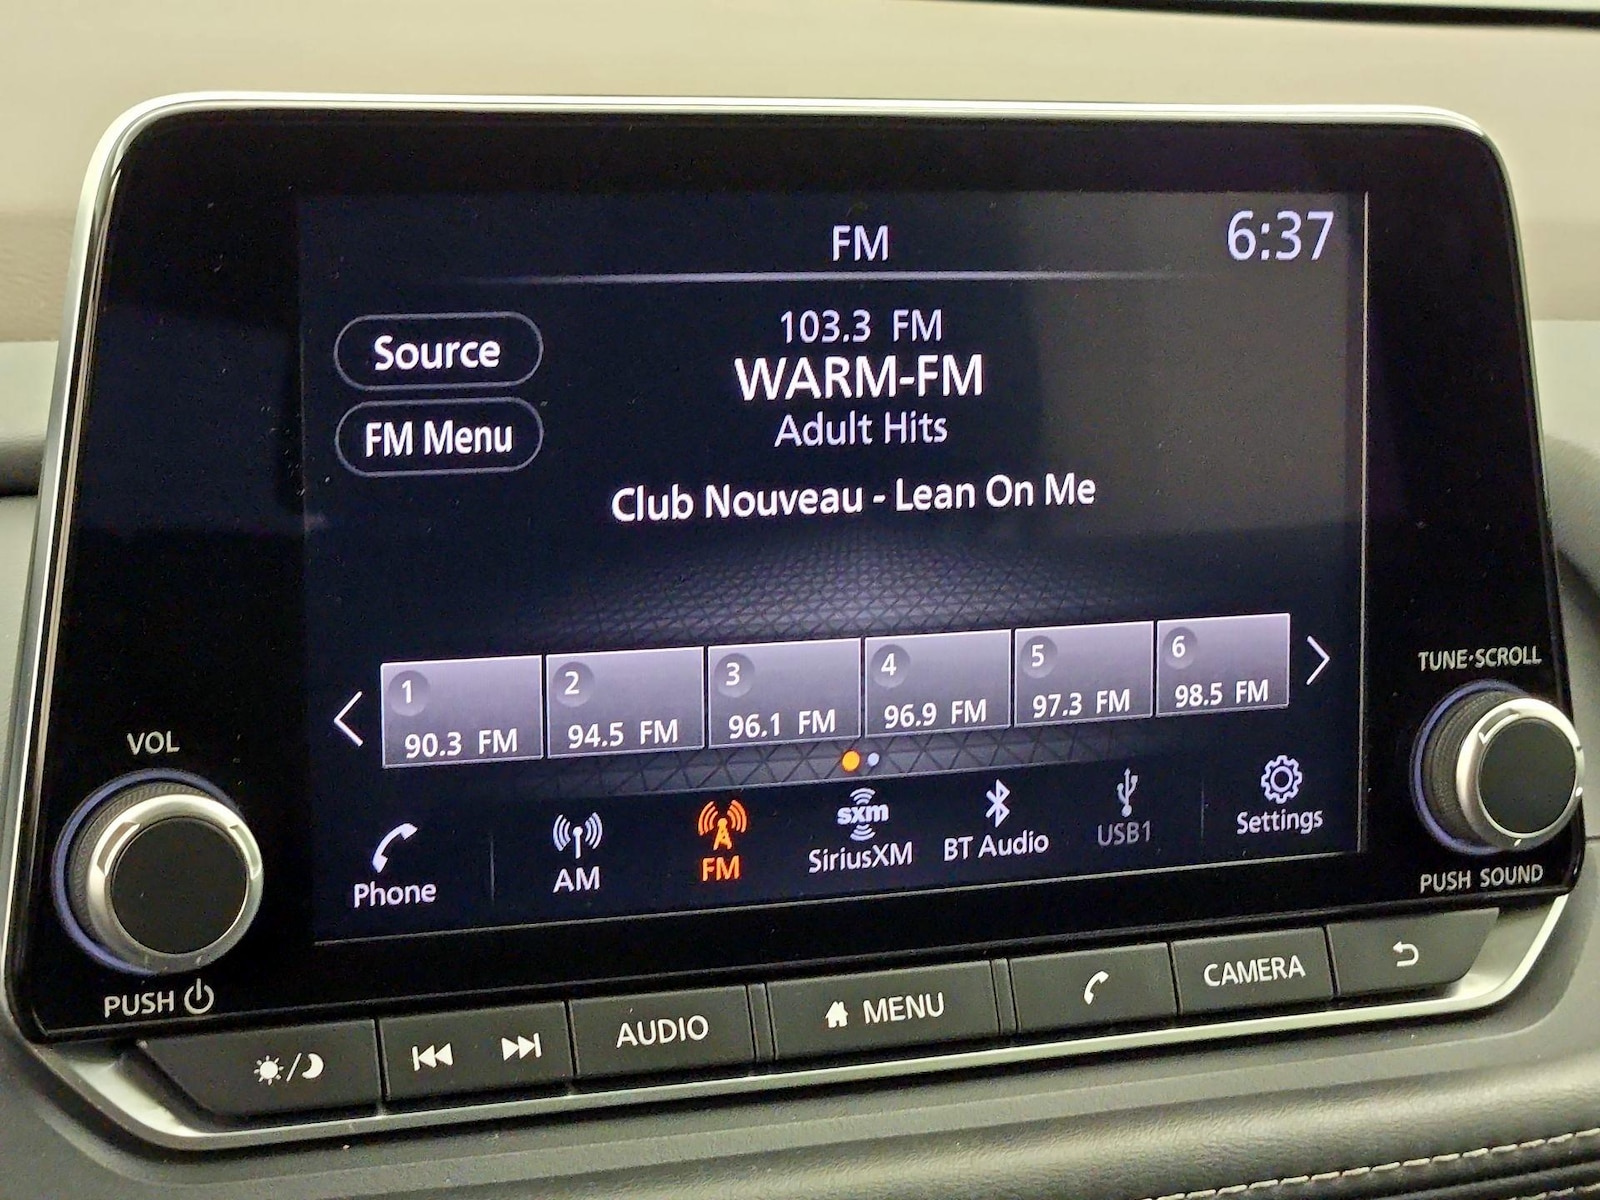 FM
6:37
Source
FM Menu
103.3 FM
WARM-FM
Adult Hits
Club Nouveau - Lean On Me
1
90.3 FM
2
94.5 FM
3
96.1 FM
4
96.9 FM
5
97.3 FM
6
98.5 FM
Phone
AM
FM
sxm
SiriusXM
BT Audio
USB1
Settings
VOL
PUSH
TUNE·SCROLL
PUSH SOUND
AUDIO
MENU
CAMERA